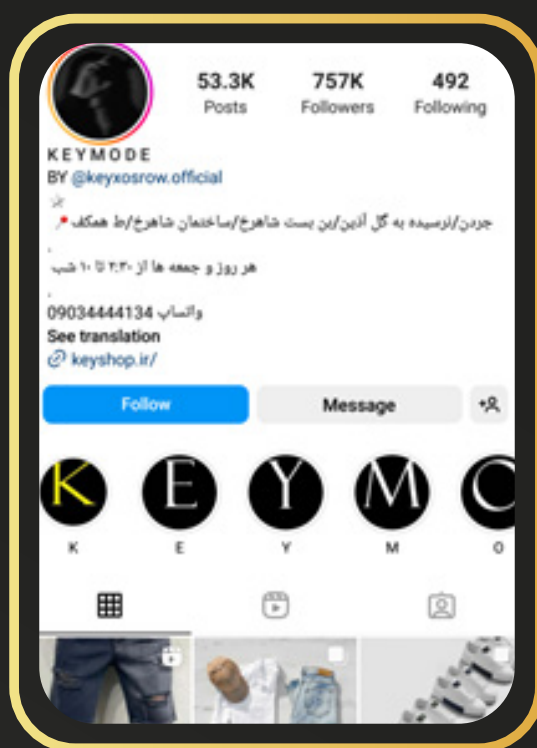 53.3K 757K 492
Posts Followers Following
KEYMODE
BY @keyxosrow.official
جردن/نرسیده به گل آذین/بن بست شاهرخ/ساختمان شاهرخ/ط همکف
هر روز و جمعه ها از ۲:۳۰ تا ۱۰ شب
واتساپ 09034444134
See translation
keyshop.ir/
Follow Message
K E Y M O
K E Y M O